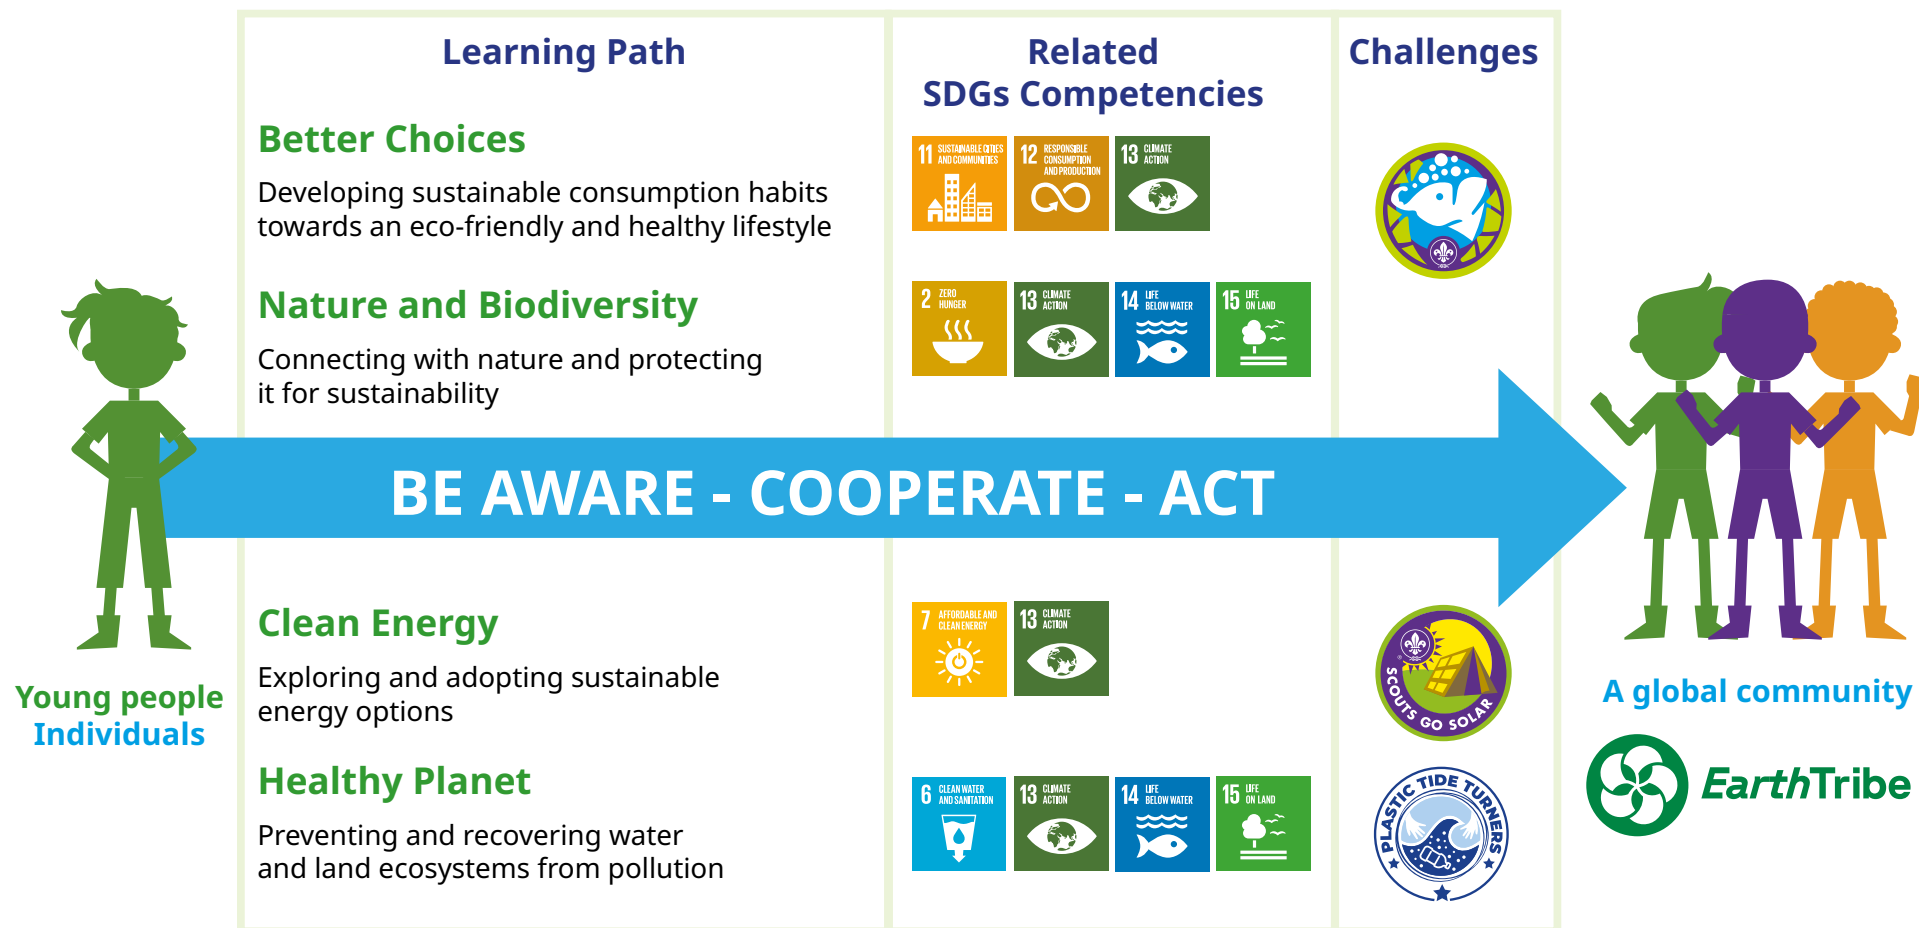 Learning Path
Related
SDGs Competencies
Challenges
Better Choices
Developing sustainable consumption habits
towards an eco-friendly and healthy lifestyle
11 SUSTAINABLE CITIES
AND COMMUNITIES
12 RESPONSIBLE
CONSUMPTION
AND PRODUCTION
13 CLIMATE
ACTION
Nature and Biodiversity
Connecting with nature and protecting
it for sustainability
2 ZERO
HUNGER
13 CLIMATE
ACTION
14 LIFE
BELOW WATER
15 LIFE
ON LAND
BE AWARE - COOPERATE - ACT
Clean Energy
Exploring and adopting sustainable
energy options
7 AFFORDABLE AND
CLEAN ENERGY
13 CLIMATE
ACTION
SCOUTS GO SOLAR
Healthy Planet
Preventing and recovering water
and land ecosystems from pollution
6 CLEAN WATER
AND SANITATION
13 CLIMATE
ACTION
14 LIFE
BELOW WATER
15 LIFE
ON LAND
PLASTIC TIDE TURNERS
Young people
Individuals
A global community
EarthTribe